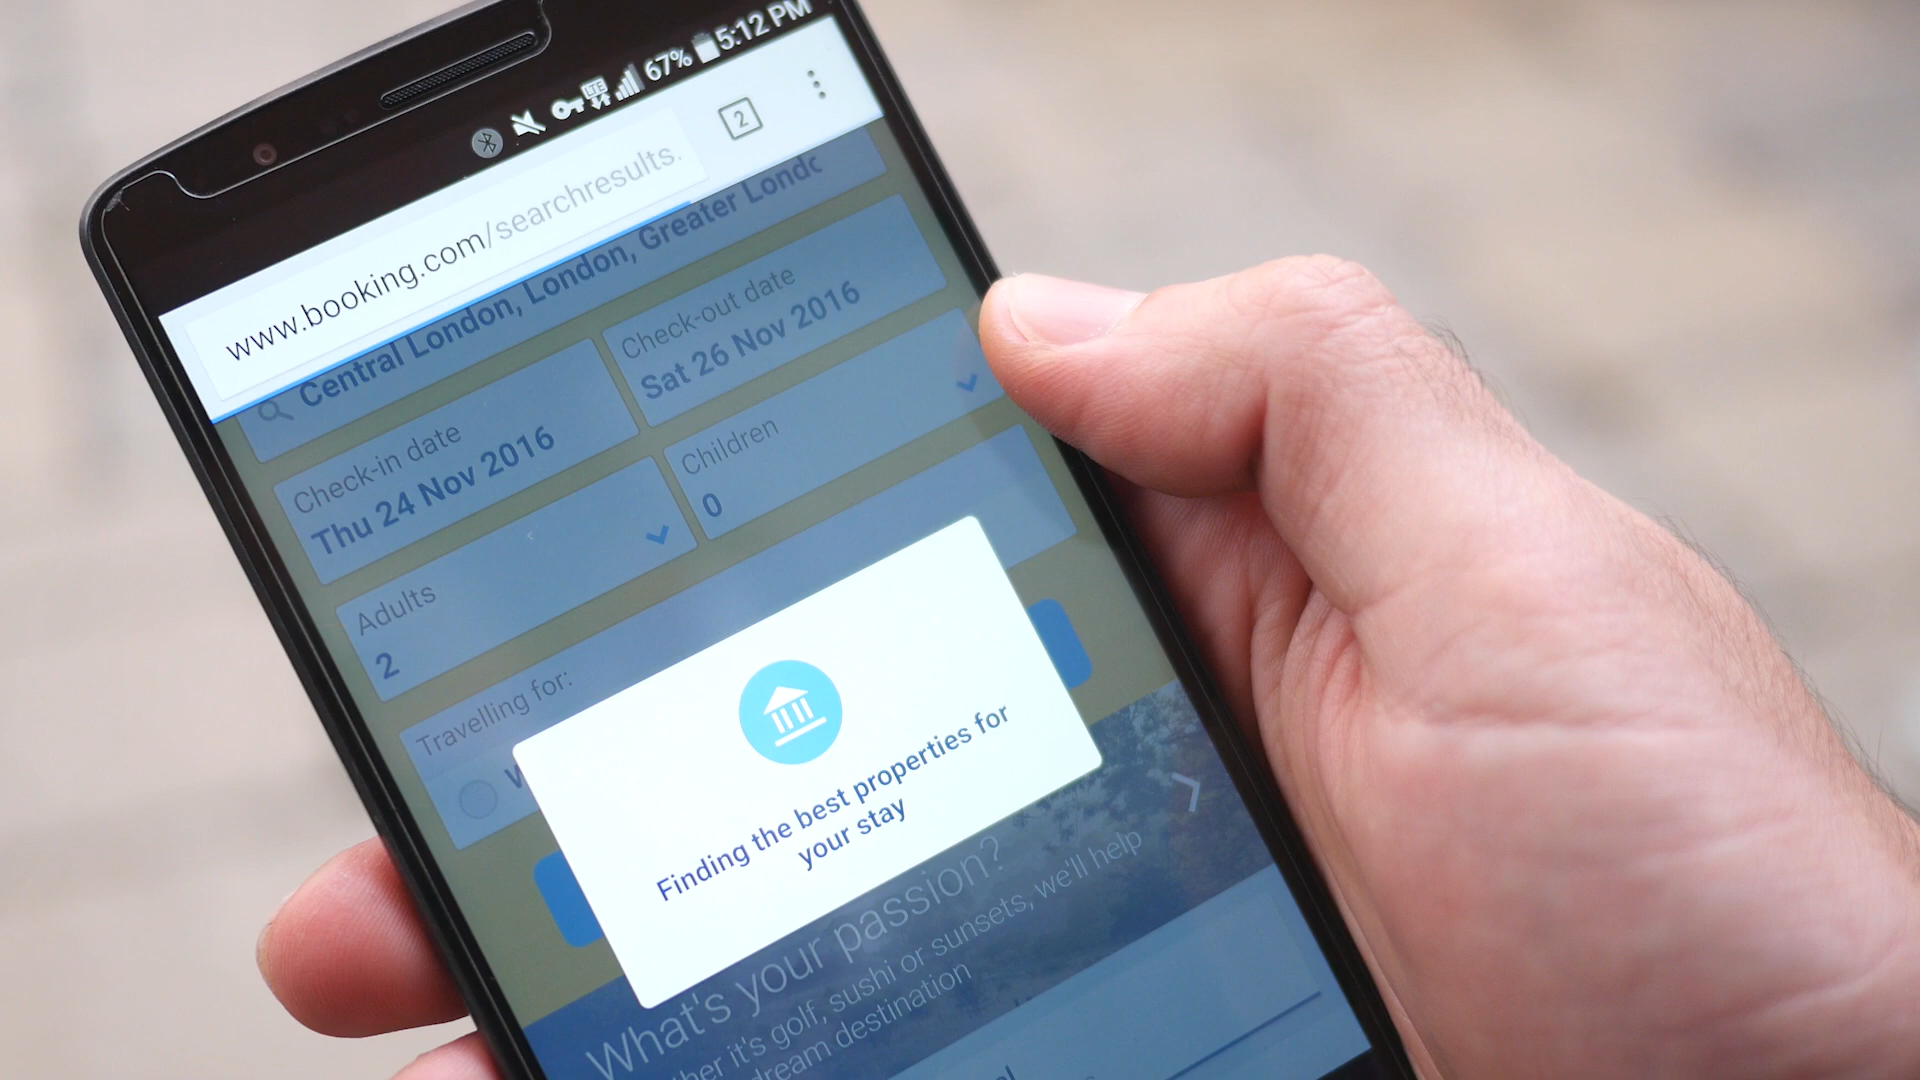 LTE 67% 5:12 PM
www.booking.com/searchresults.
2
Central London, London, Greater Londo
Check-in date
Thu 24 Nov 2016
Check-out date
Sat 26 Nov 2016
Adults
2
Children
0
Travelling for:
Finding the best properties for
your stay
What's your passion?
her it's golf, sushi or sunsets, we'll help
dream destination